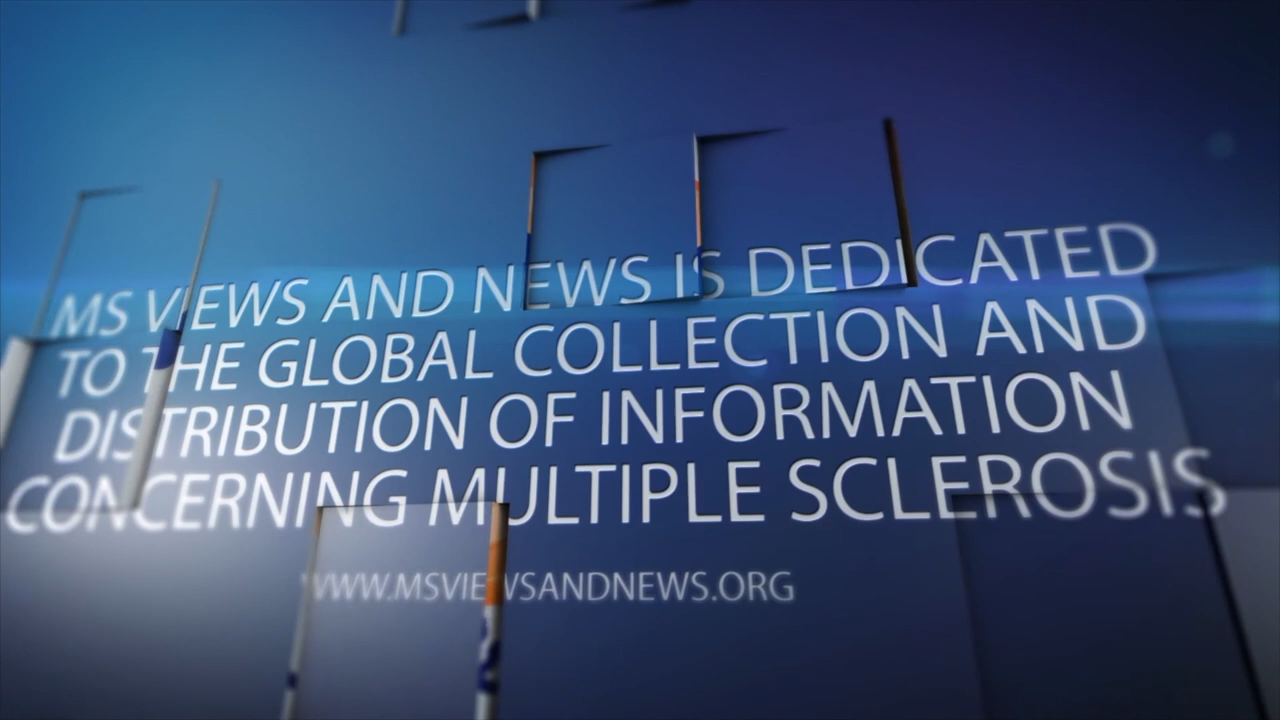 MS VIEWS AND NEWS IS DEDICATED
TO THE GLOBAL COLLECTION AND
DISTRIBUTION OF INFORMATION
CONCERNING MULTIPLE SCLEROSIS
WWW.MSVIEWSANDNEWS.ORG